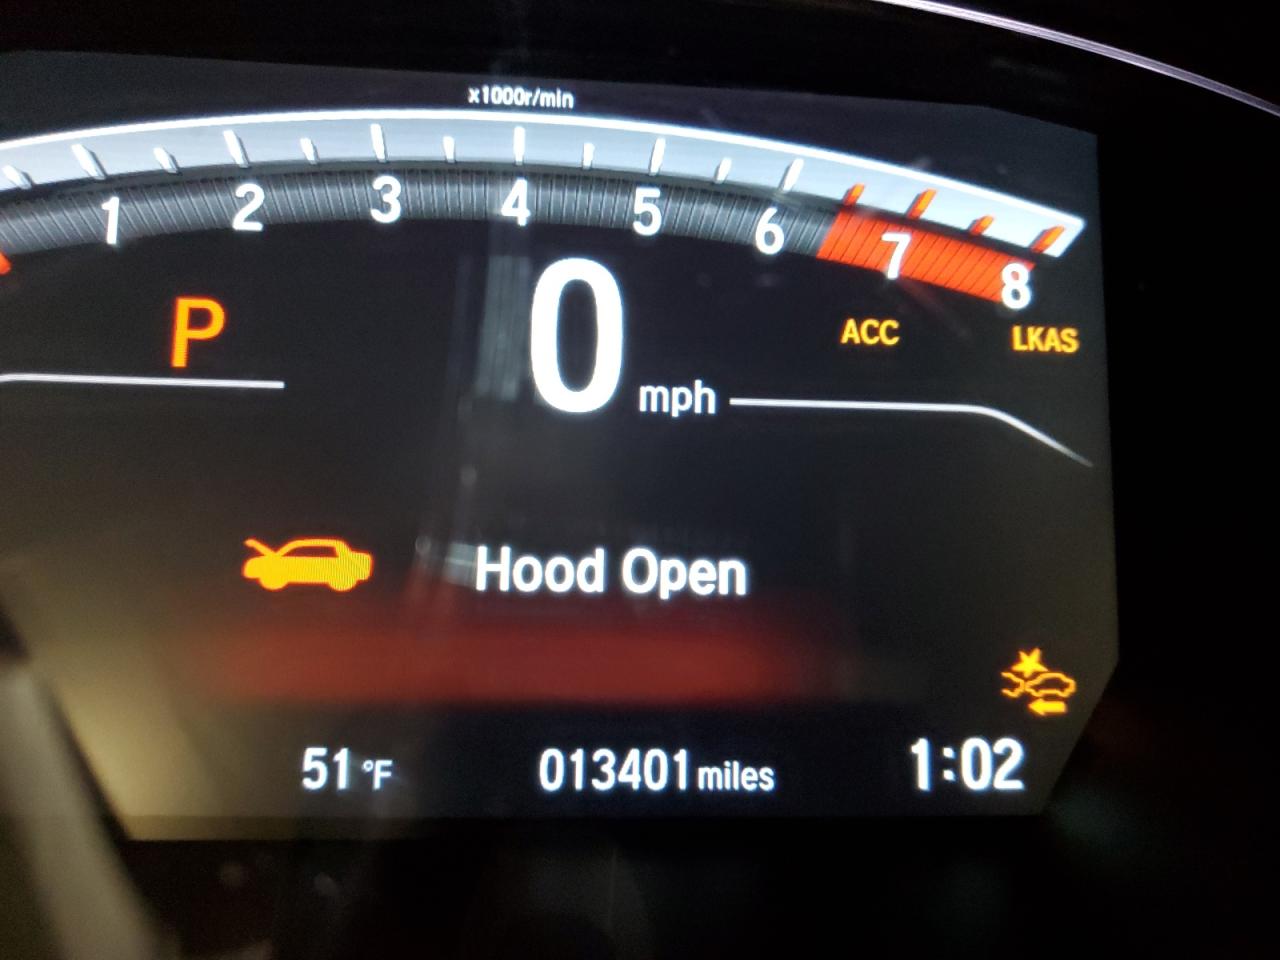 x1000r/min
1 2 3 4 5 6 7 8
P
0 mph
ACC LKAS
Hood Open
51 °F 013401 miles 1:02